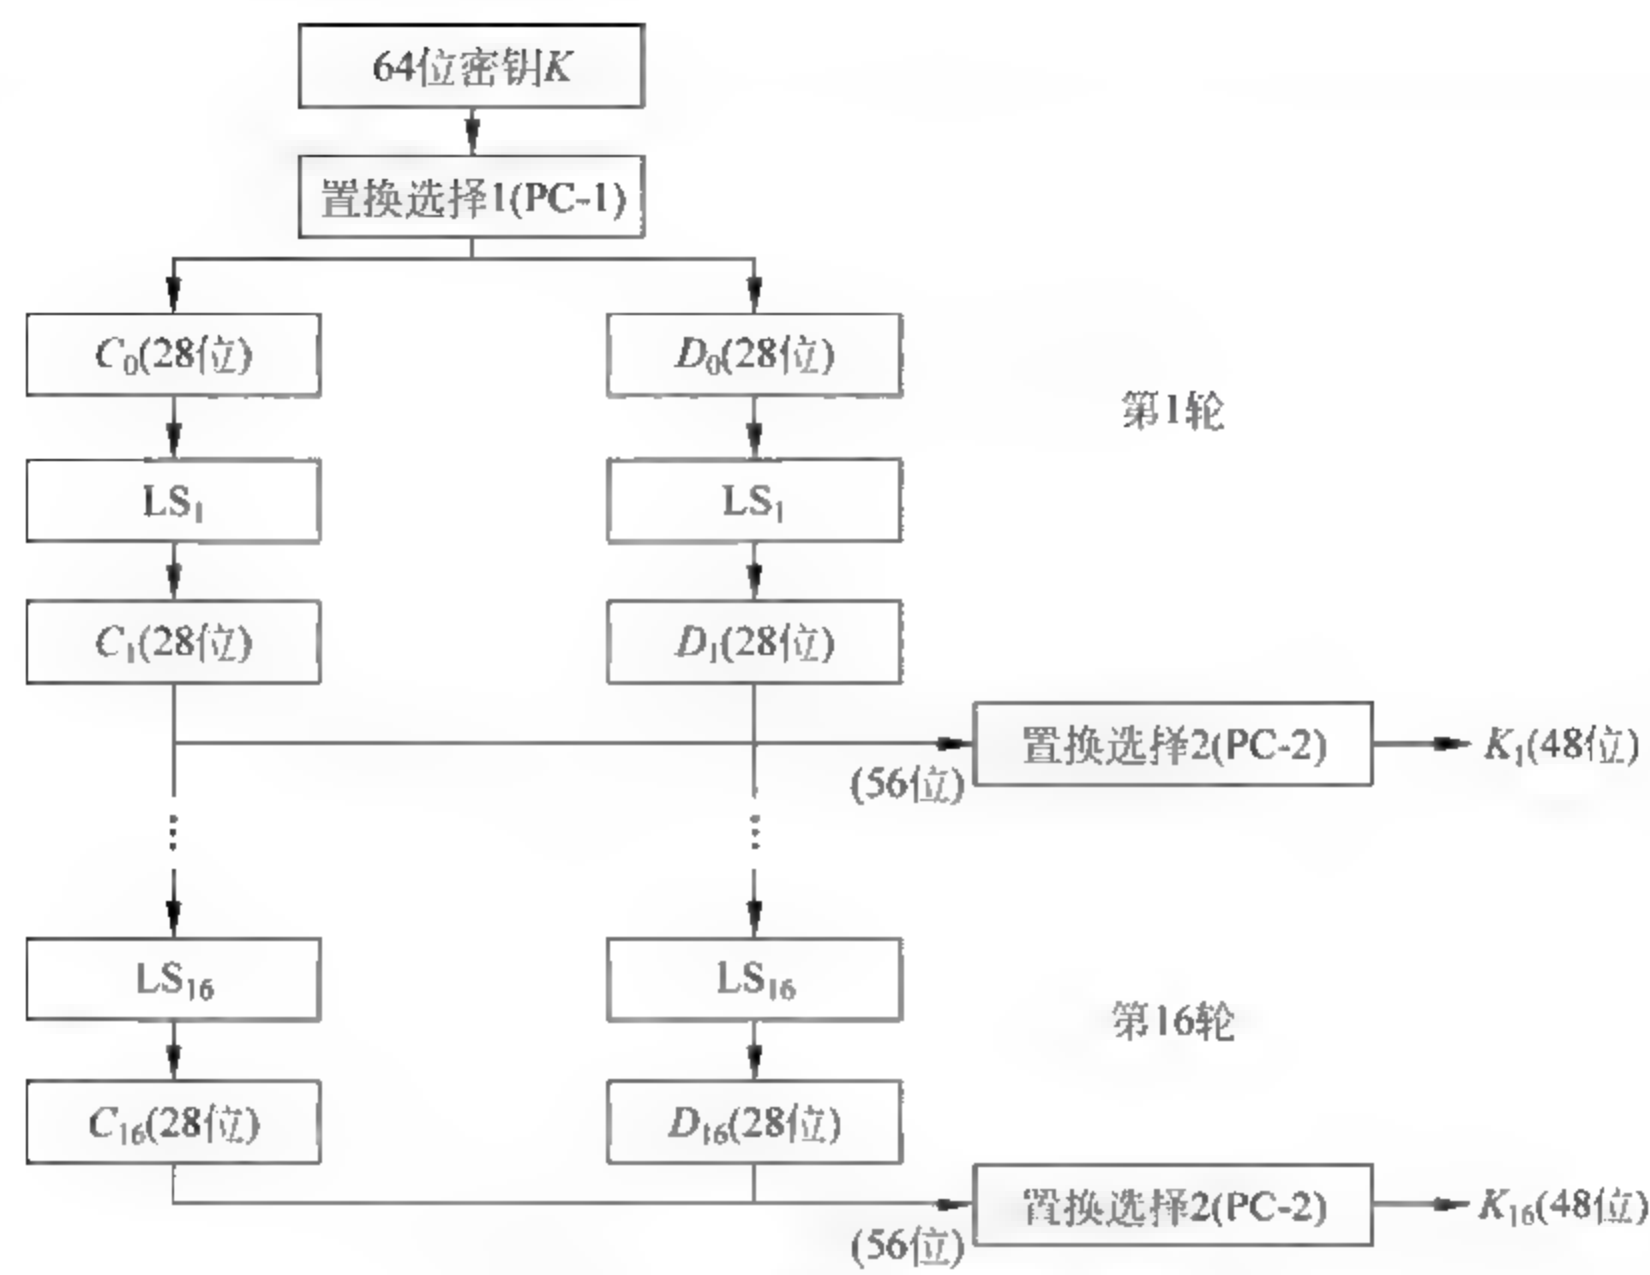 64位密钥K
置换选择1(PC-1)
C₀(28位)
D₀(28位)
第1轮
LS₁
LS₁
C₁(28位)
D₁(28位)
置换选择2(PC-2)
K₁(48位)
(56位)
⋮
⋮
LS₁₆
LS₁₆
第16轮
C₁₆(28位)
D₁₆(28位)
置换选择2(PC-2)
K₁₆(48位)
(56位)